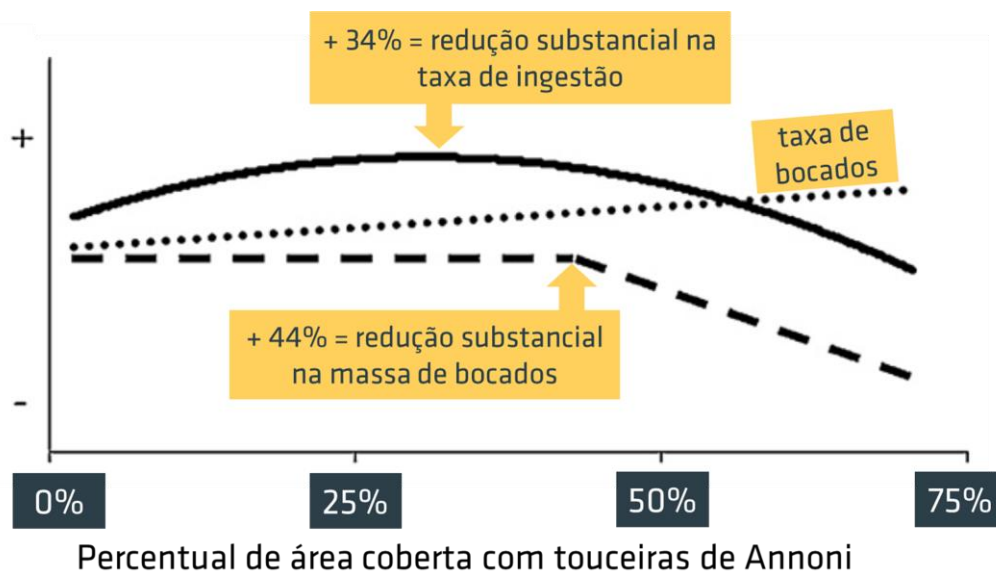 + 34% = redução substancial na
taxa de ingestão
+
taxa de
bocados
+ 44% = redução substancial
na massa de bocados
-
0%
25%
50%
75%
Percentual de área coberta com touceiras de Annoni